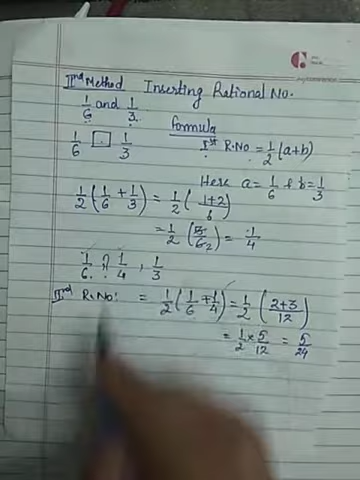 IInd Method Inserting Rational No.
1/6 and 1/3.
Formula
1/6 □ 1/3 Ist R.No = 1/2 (a+b)
Here a = 1/6 & b = 1/3
1/2 (1/6 + 1/3) = 1/2 ((1+2)/6)
= 1/2 (3/6 2) = 1/4
1/6, ? 1/4, 1/3
IInd R.No: = 1/2 (1/6 + 1/4) = 1/2 ((2+3)/12)
= 1/2 × 5/12 = 5/24